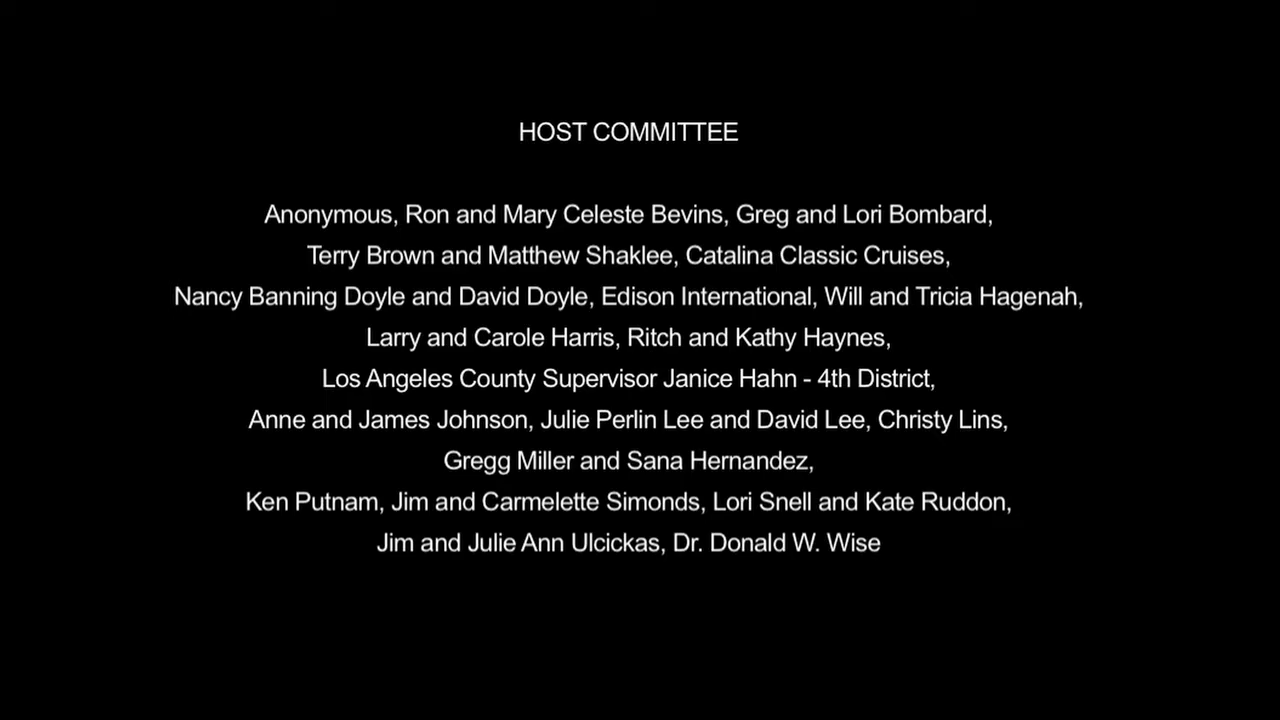 HOST COMMITTEE
Anonymous, Ron and Mary Celeste Bevins, Greg and Lori Bombard,
Terry Brown and Matthew Shaklee, Catalina Classic Cruises,
Nancy Banning Doyle and David Doyle, Edison International, Will and Tricia Hagenah,
Larry and Carole Harris, Ritch and Kathy Haynes,
Los Angeles County Supervisor Janice Hahn - 4th District,
Anne and James Johnson, Julie Perlin Lee and David Lee, Christy Lins,
Gregg Miller and Sana Hernandez,
Ken Putnam, Jim and Carmelette Simonds, Lori Snell and Kate Ruddon,
Jim and Julie Ann Ulcickas, Dr. Donald W. Wise